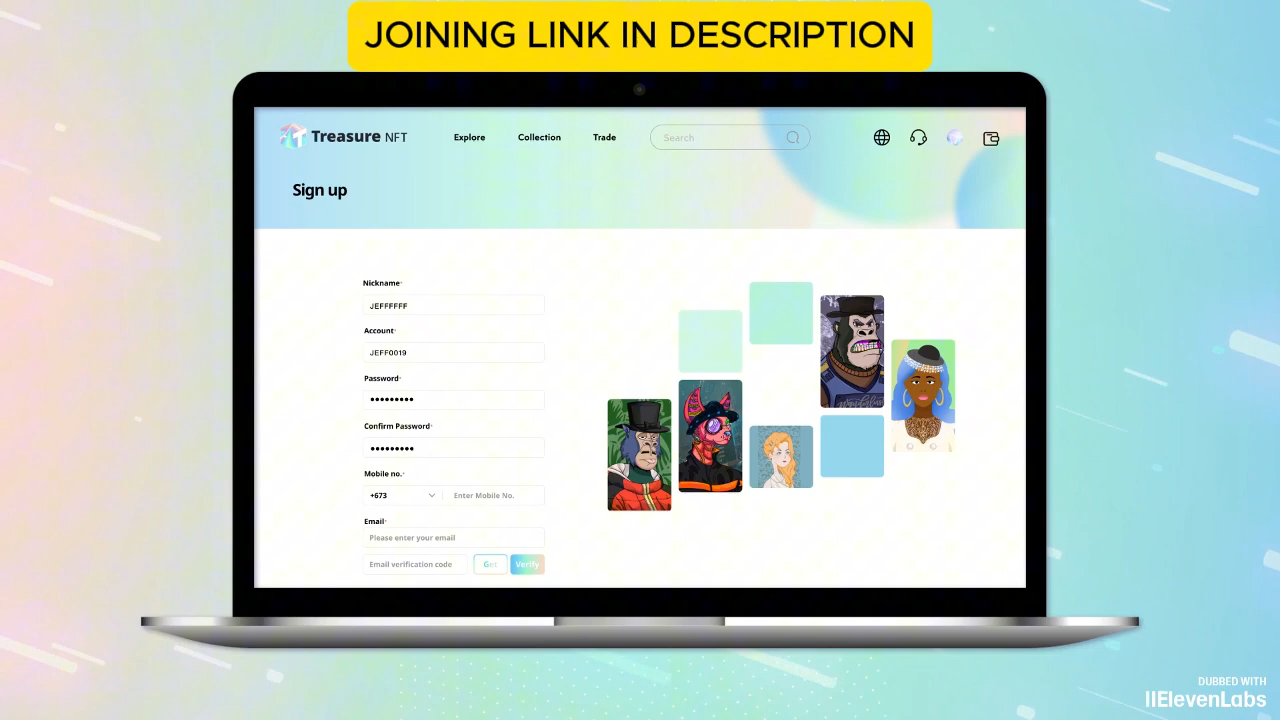 JOINING LINK IN DESCRIPTION
Treasure NFT
Explore
Collection
Trade
Search
Sign up
Nickname
JEFFFFFF
Account
JEFF0019
Password
●●●●●●●●●
Confirm Password
●●●●●●●●●
Mobile no.
+673
Enter Mobile No.
Email
Please enter your email
Email verification code
Get
Verify
DUBBED WITH
IIElevenLabs